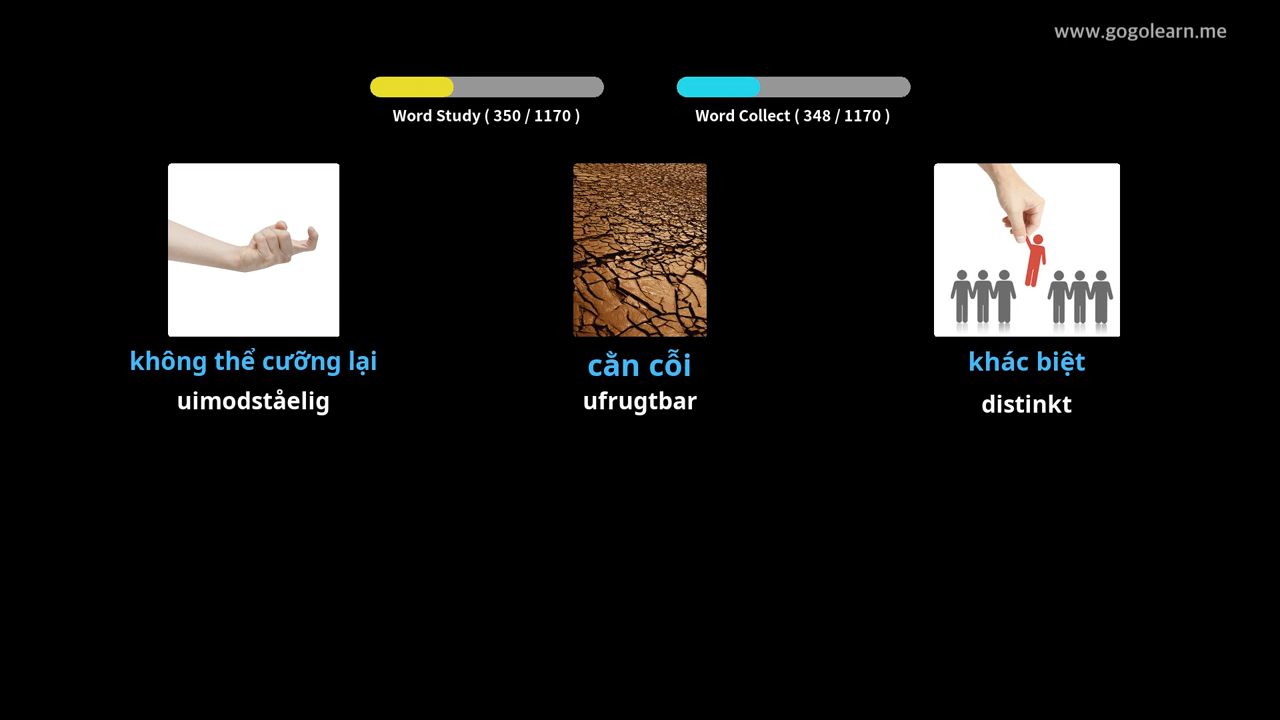 www.gogolearn.me
Word Study ( 350 / 1170 )
Word Collect ( 348 / 1170 )
không thể cưỡng lại
uimodståelig
cằn cỗi
ufrugtbar
khác biệt
distinkt